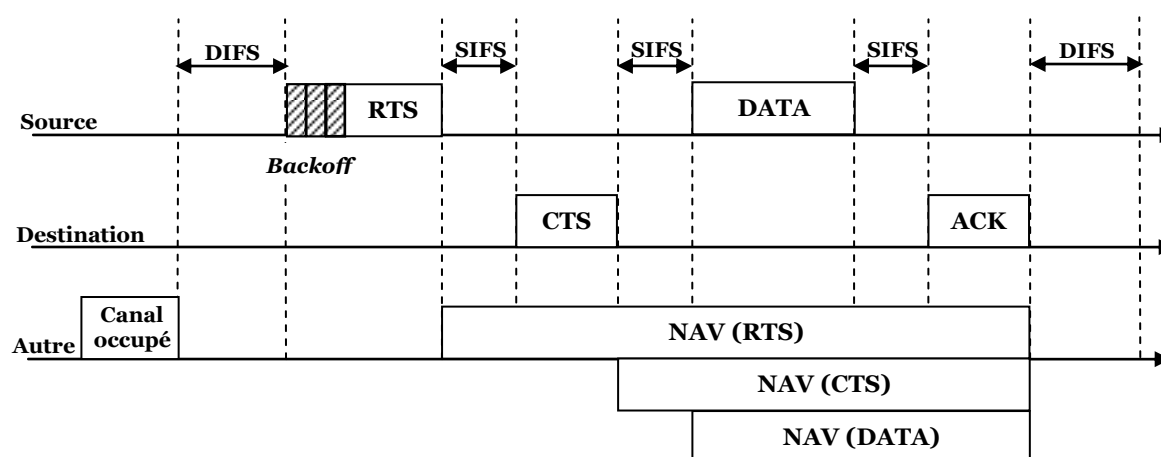 DIFS
SIFS
SIFS
SIFS
DIFS
Source
RTS
DATA
Backoff
Destination
CTS
ACK
Autre
Canal
occupé
NAV (RTS)
NAV (CTS)
NAV (DATA)